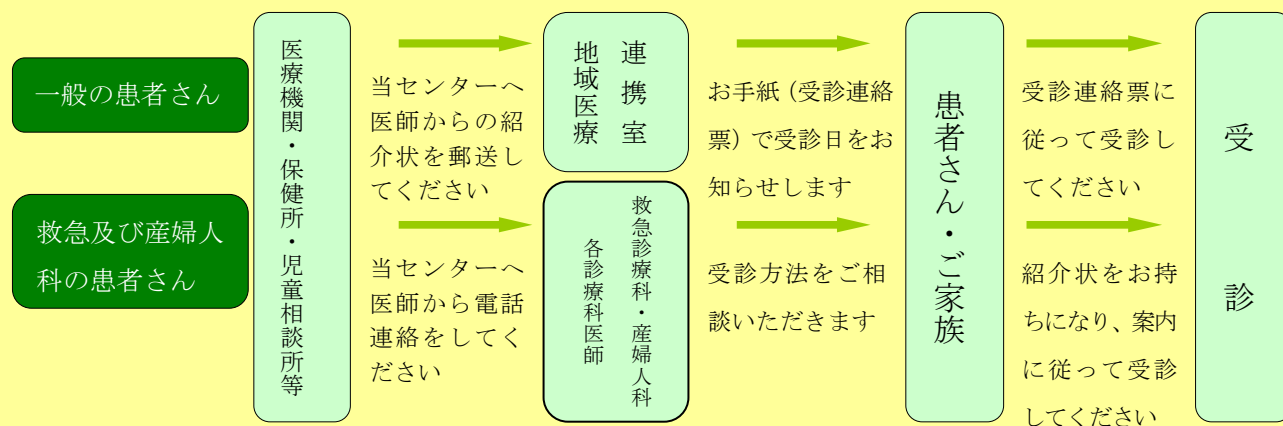 一般の患者さん
救急及び産婦人
科の患者さん
医療機関・保健所・児童相談所等
当センターへ
医師からの紹
介状を郵送し
てください
当センターへ
医師から電話
連絡をしてく
ださい
地域医療
連携室
救急診療科・産婦人科
各診療科医師
お手紙（受診連絡
票）で受診日をお
知らせします
受診方法をご相
談いただきます
患者さん・ご家族
受診連絡票に
従って受診し
てください
紹介状をお持
ちになり、案内
に従って受診
してください
受診